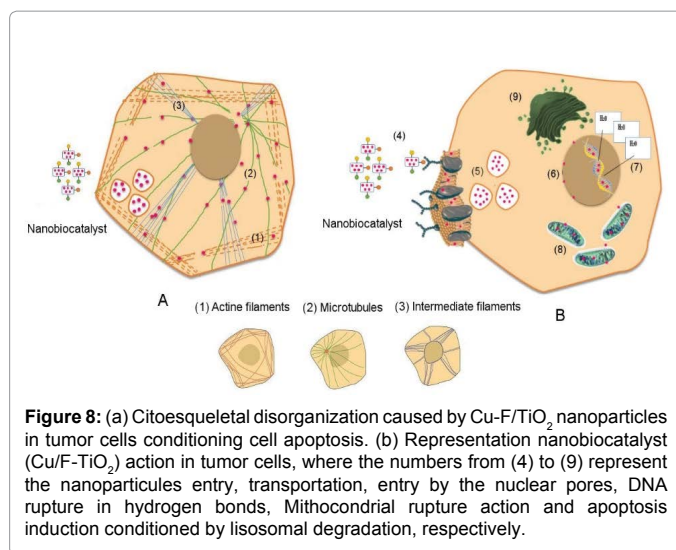 (3)
(9)
(4)
(2)
(5)
(6)
(7)
Nanobiocatalyst
(1)
Nanobiocatalyst
(8)
A
B
(1) Actine filaments (2) Microtubules (3) Intermediate filaments
Figure 8: (a) Citoesqueletal disorganization caused by Cu-F/TiO2 nanoparticles
in tumor cells conditioning cell apoptosis. (b) Representation nanobiocatalyst
(Cu/F-TiO2) action in tumor cells, where the numbers from (4) to (9) represent
the nanoparticules entry, transportation, entry by the nuclear pores, DNA
rupture in hydrogen bonds, Mithocondrial rupture action and apoptosis
induction conditioned by lisosomal degradation, respectively.